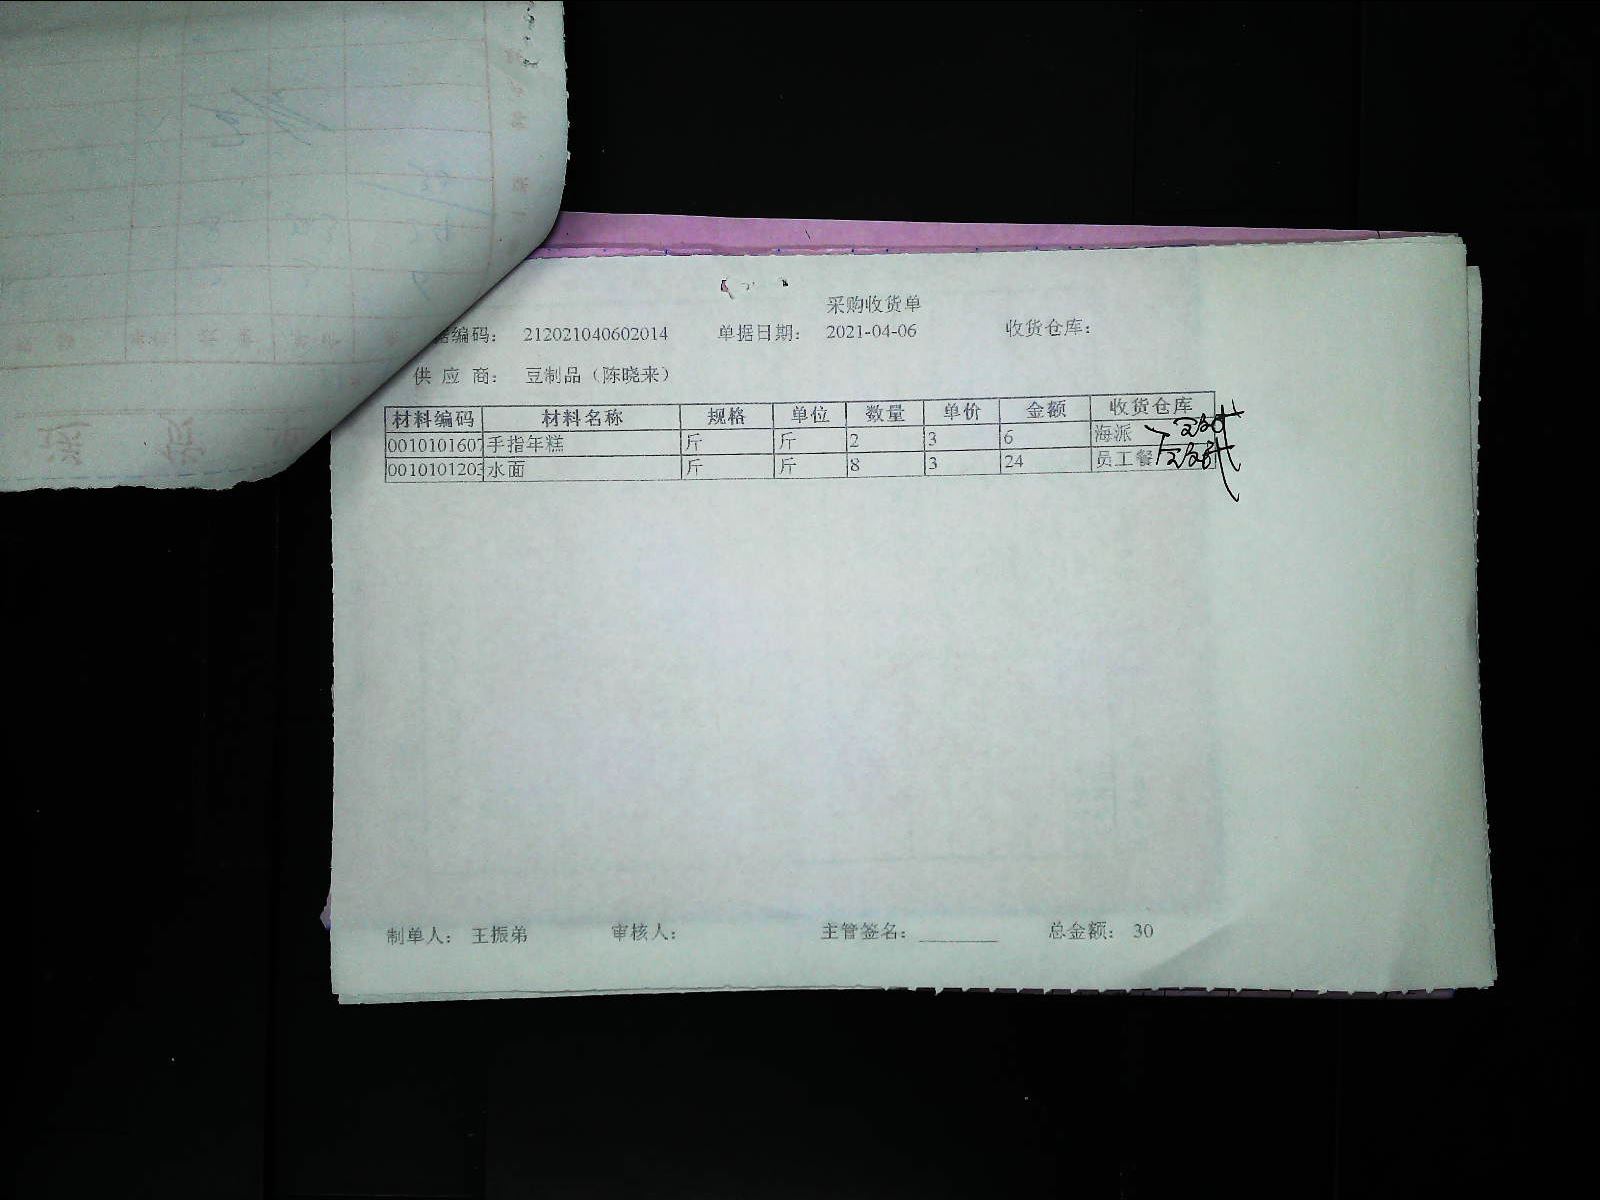 采购收货单
据编码： 212021040602014 单据日期： 2021-04-06 收货仓库：
供 应 商： 豆制品（陈晓来）
材料编码 材料名称 规格 单位 数量 单价 金额 收货仓库
0010101607 手指年糕 斤 斤 2 3 6 海派
0010101203 水面 斤 斤 8 3 24 员工餐
制单人： 王振弟 审核人： 主管签名： 总金额： 30